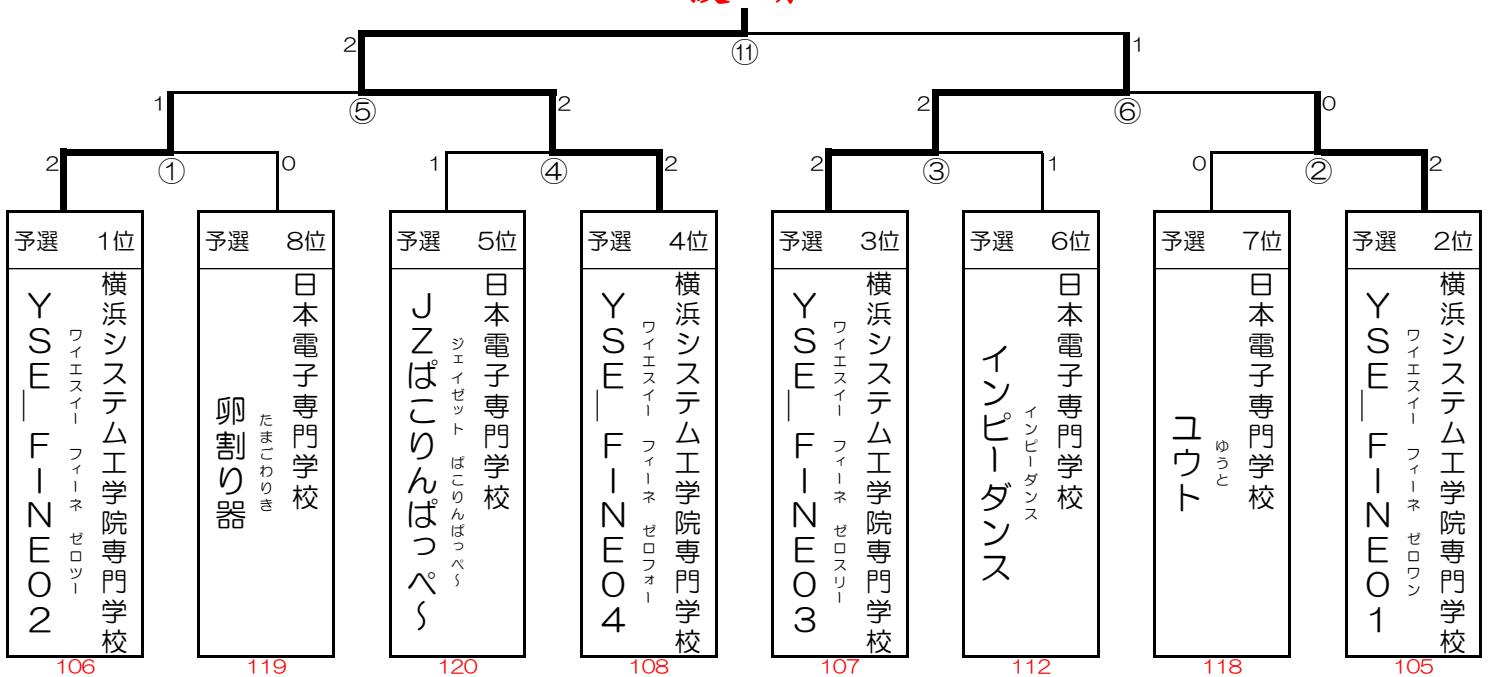 2
⑪
1
1
⑤
2
2
⑥
0
2
①
0
1
④
2
2
③
1
0
②
2
予選 1位
横浜システム工学院専門学校
ワイエスイー フィーネ ゼロツー
YSE_FINE02
106
予選 8位
日本電子専門学校
たまごわりき
卵割り器
119
予選 5位
日本電子専門学校
ジェイゼット ぱこりんぱっぺ~
JZぱこりんぱっぺ~
120
予選 4位
横浜システム工学院専門学校
ワイエスイー フィーネ ゼロフォー
YSE_FINE04
108
予選 3位
横浜システム工学院専門学校
ワイエスイー フィーネ ゼロスリー
YSE_FINE03
107
予選 6位
日本電子専門学校
インピーダンス
インピーダンス
112
予選 7位
日本電子専門学校
ゆうと
ユウト
118
予選 2位
横浜システム工学院専門学校
ワイエスイー フィーネ ゼロワン
YSE_FINE01
105